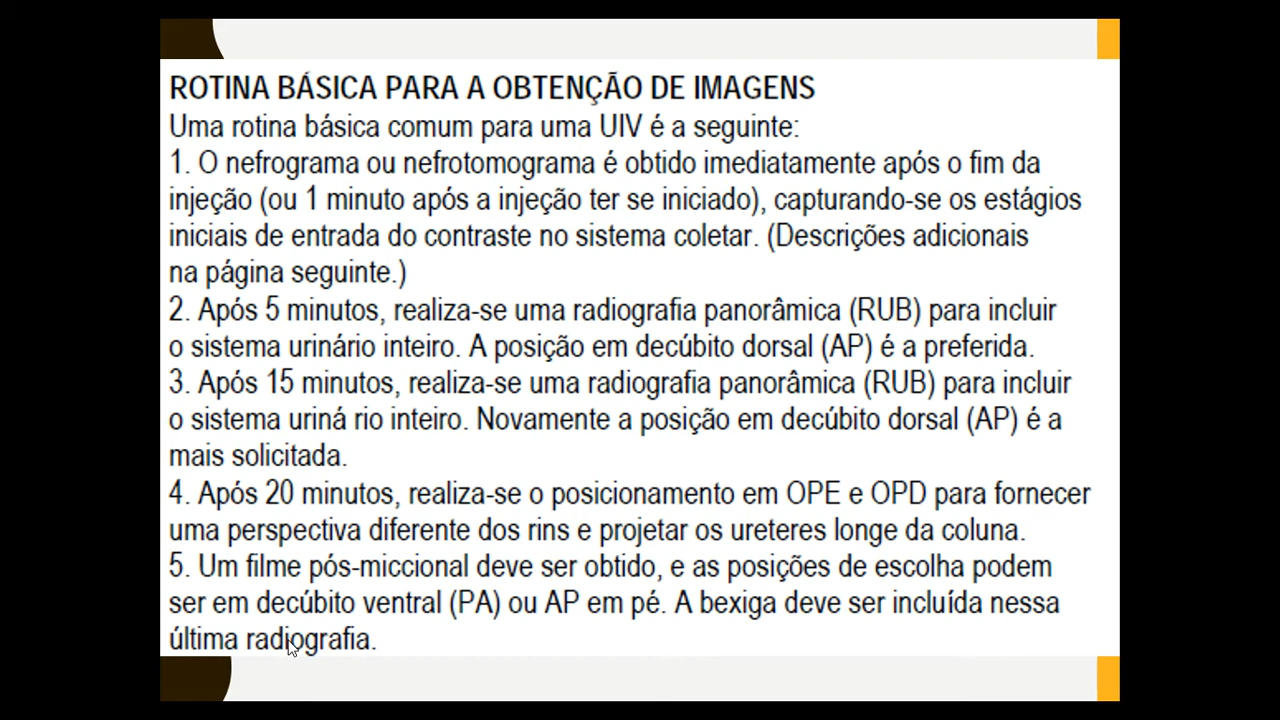 ROTINA BÁSICA PARA A OBTENÇÃO DE IMAGENS
Uma rotina básica comum para uma UIV é a seguinte:
1. O nefrograma ou nefrotomograma é obtido imediatamente após o fim da
injeção (ou 1 minuto após a injeção ter se iniciado), capturando-se os estágios
iniciais de entrada do contraste no sistema coletar. (Descrições adicionais
na página seguinte.)
2. Após 5 minutos, realiza-se uma radiografia panorâmica (RUB) para incluir
o sistema urinário inteiro. A posição em decúbito dorsal (AP) é a preferida.
3. Após 15 minutos, realiza-se uma radiografia panorâmica (RUB) para incluir
o sistema uriná rio inteiro. Novamente a posição em decúbito dorsal (AP) é a
mais solicitada.
4. Após 20 minutos, realiza-se o posicionamento em OPE e OPD para fornecer
uma perspectiva diferente dos rins e projetar os ureteres longe da coluna.
5. Um filme pós-miccional deve ser obtido, e as posições de escolha podem
ser em decúbito ventral (PA) ou AP em pé. A bexiga deve ser incluída nessa
última radiografia.